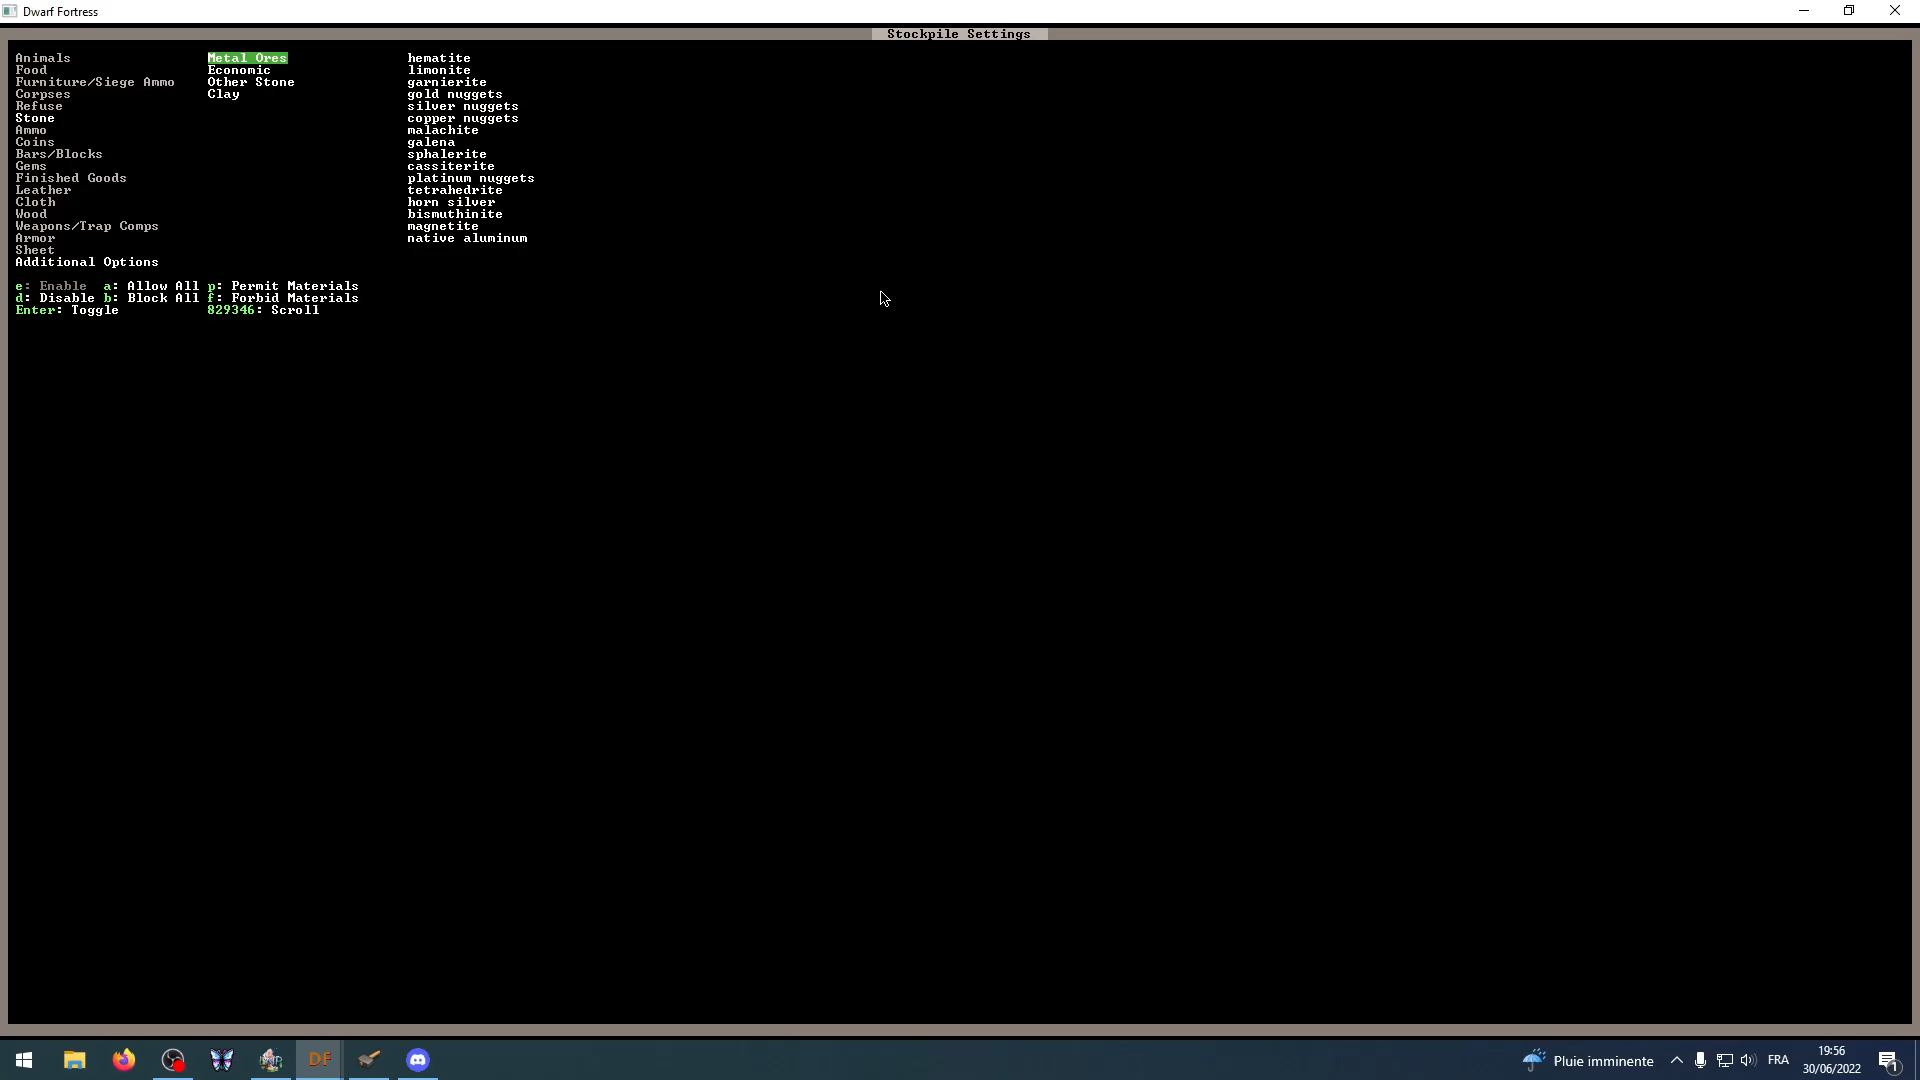 Dwarf Fortress
Stockpile Settings
Animals
Food
Furniture/Siege Ammo
Corpses
Refuse
Stone
Ammo
Coins
Bars/Blocks
Gems
Finished Goods
Leather
Cloth
Wood
Weapons/Trap Comps
Armor
Sheet
Additional Options
Metal Ores
Economic
Other Stone
Clay
hematite
limonite
garnierite
gold nuggets
silver nuggets
copper nuggets
malachite
galena
sphalerite
cassiterite
platinum nuggets
tetrahedrite
horn silver
bismuthinite
magnetite
native aluminum
e: Enable a: Allow All p: Permit Materials
d: Disable b: Block All f: Forbid Materials
Enter: Toggle 829346: Scroll
DF
Pluie imminente
FRA
19:56
30/06/2022
1